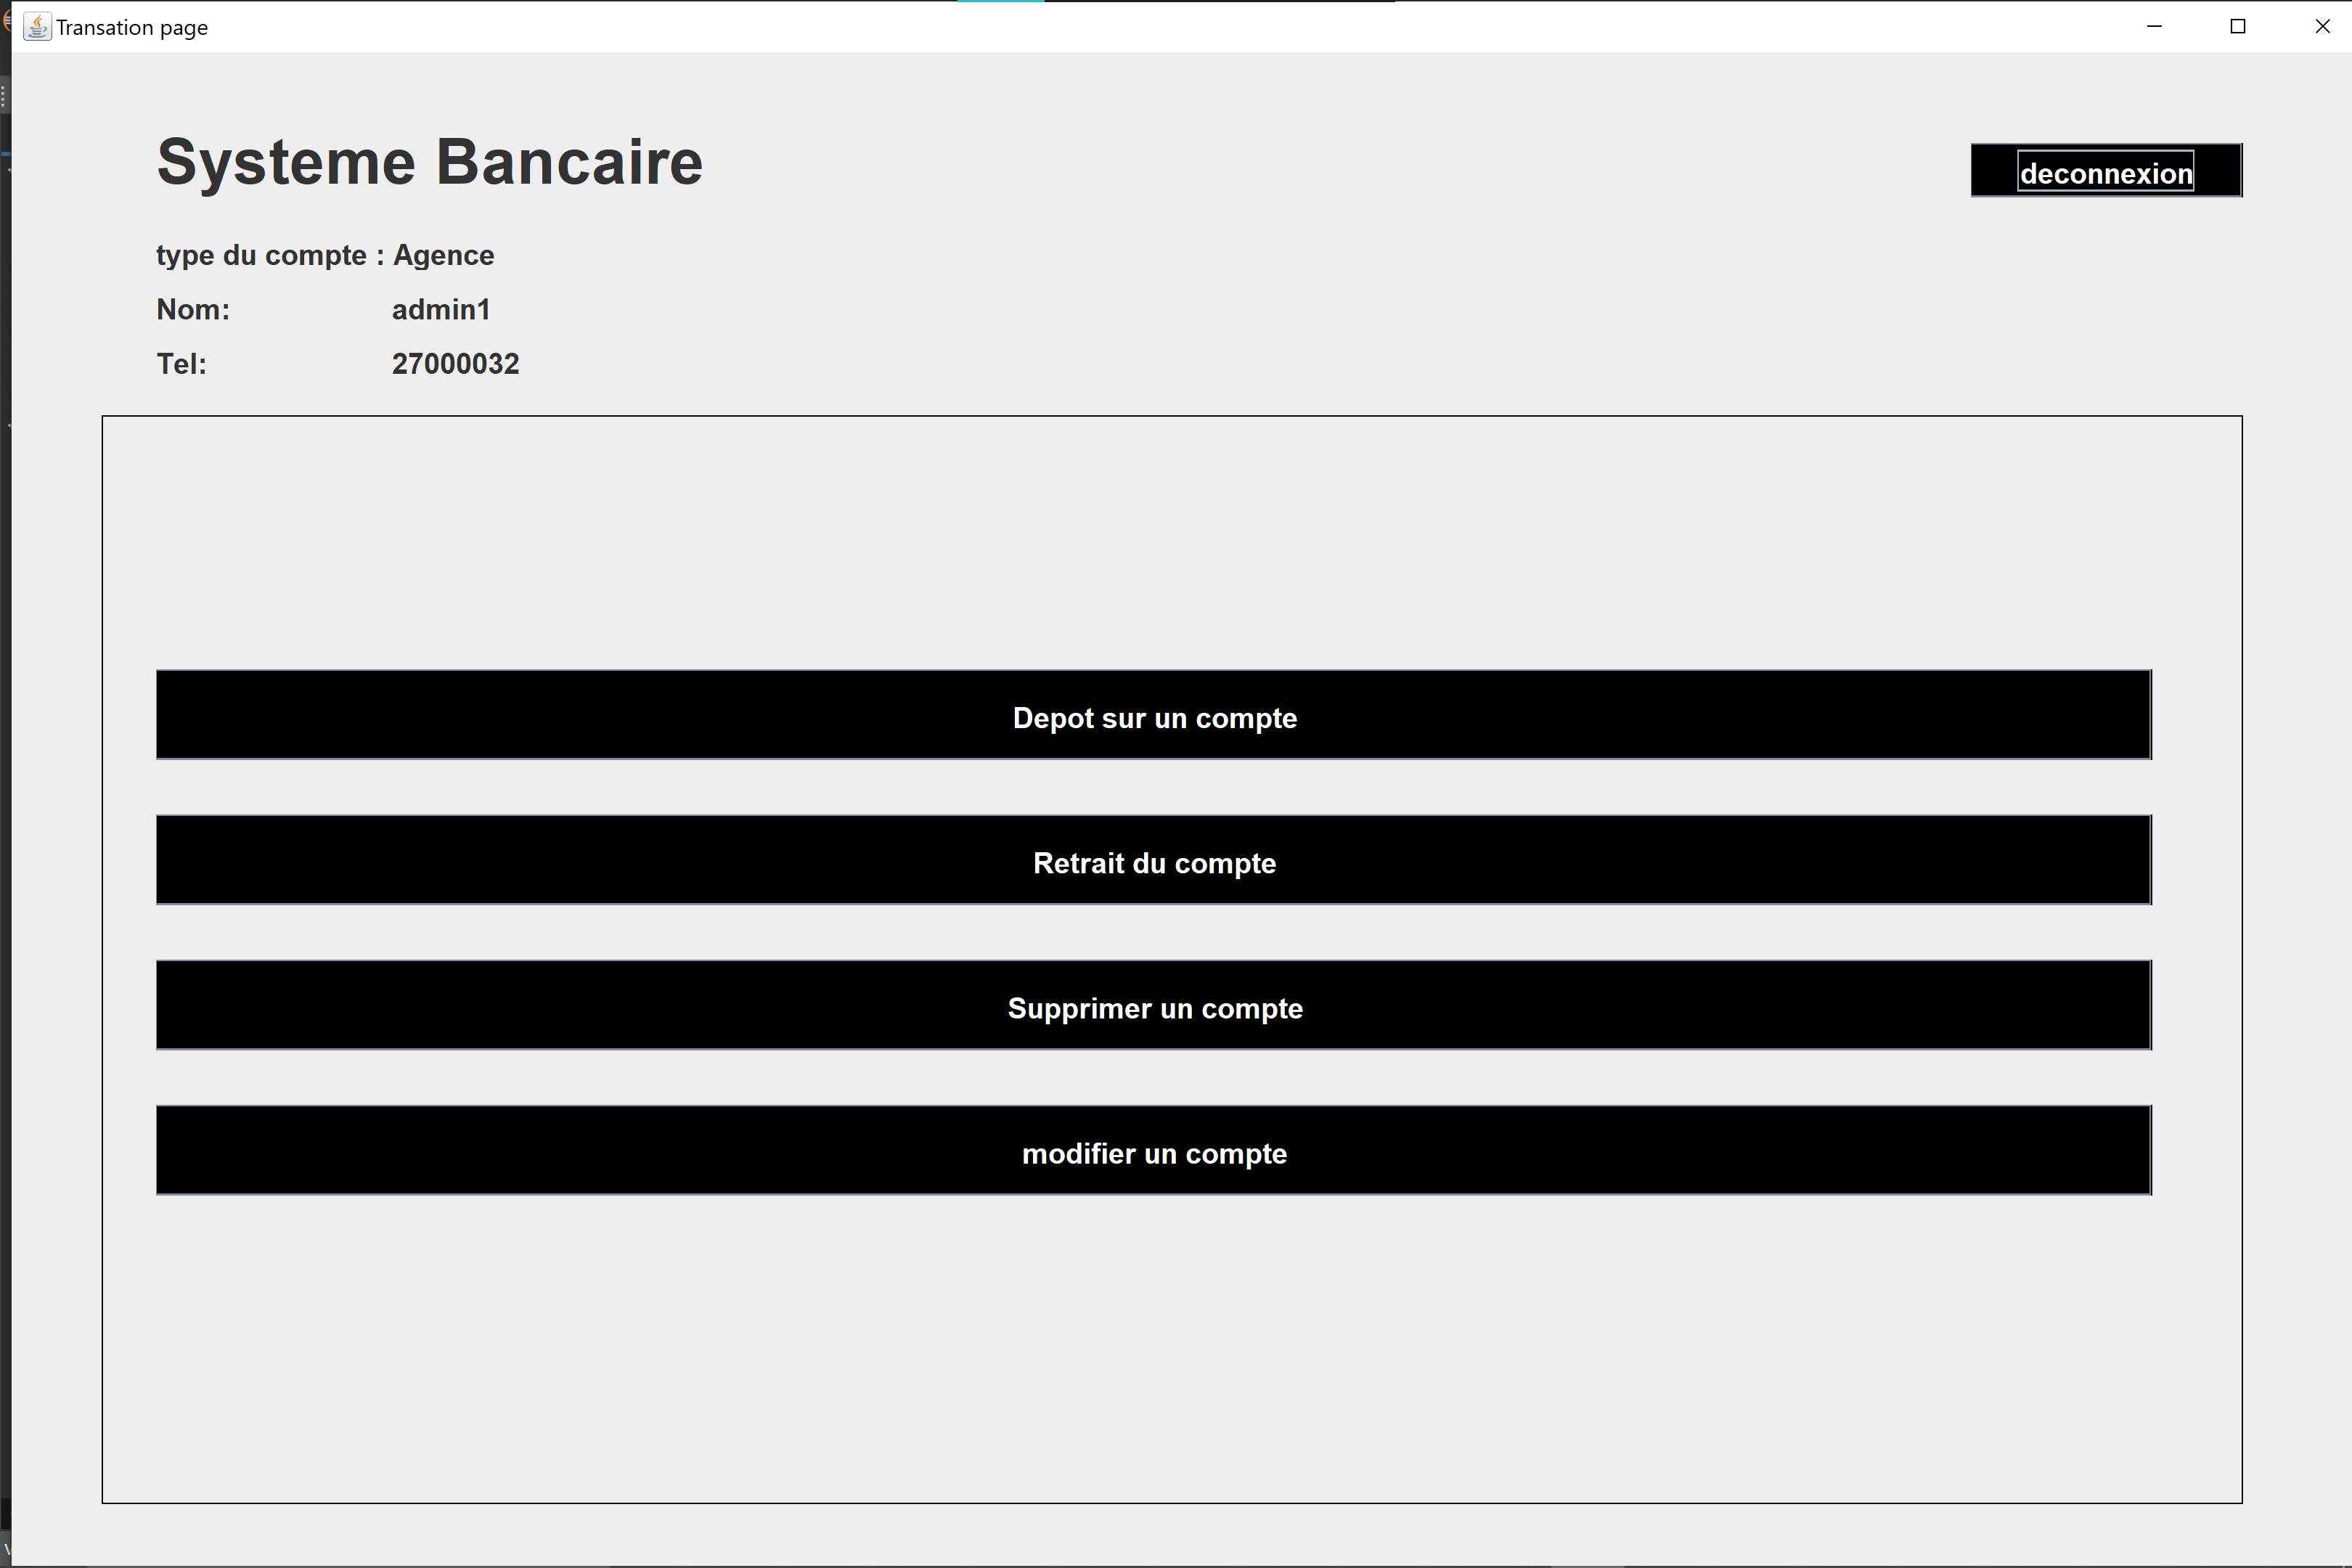 Transation page
Systeme Bancaire
deconnexion
type du compte : Agence
Nom: admin1
Tel: 27000032
Depot sur un compte
Retrait du compte
Supprimer un compte
modifier un compte